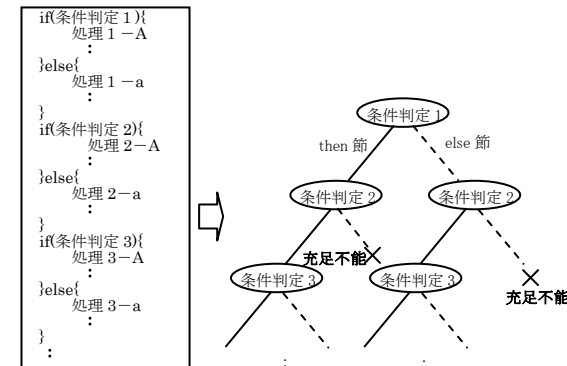 if(条件判定１){
処理１－A
：
}else{
処理１－a
：
}
if(条件判定 2){
処理 2－A
：
}else{
処理 2－a
：
}
if(条件判定 3){
処理 3－A
：
}else{
処理 3－a
：
}
：
条件判定 1
then 節
else 節
条件判定 2
条件判定 2
充足不能
条件判定 3
条件判定 3
充足不能